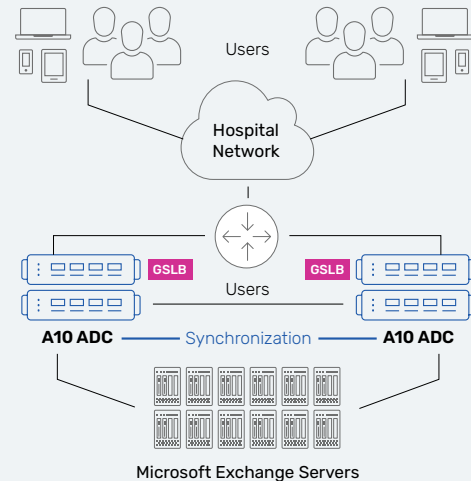 Users
Hospital
Network
GSLB
GSLB
Users
A10 ADC
Synchronization
A10 ADC
Microsoft Exchange Servers